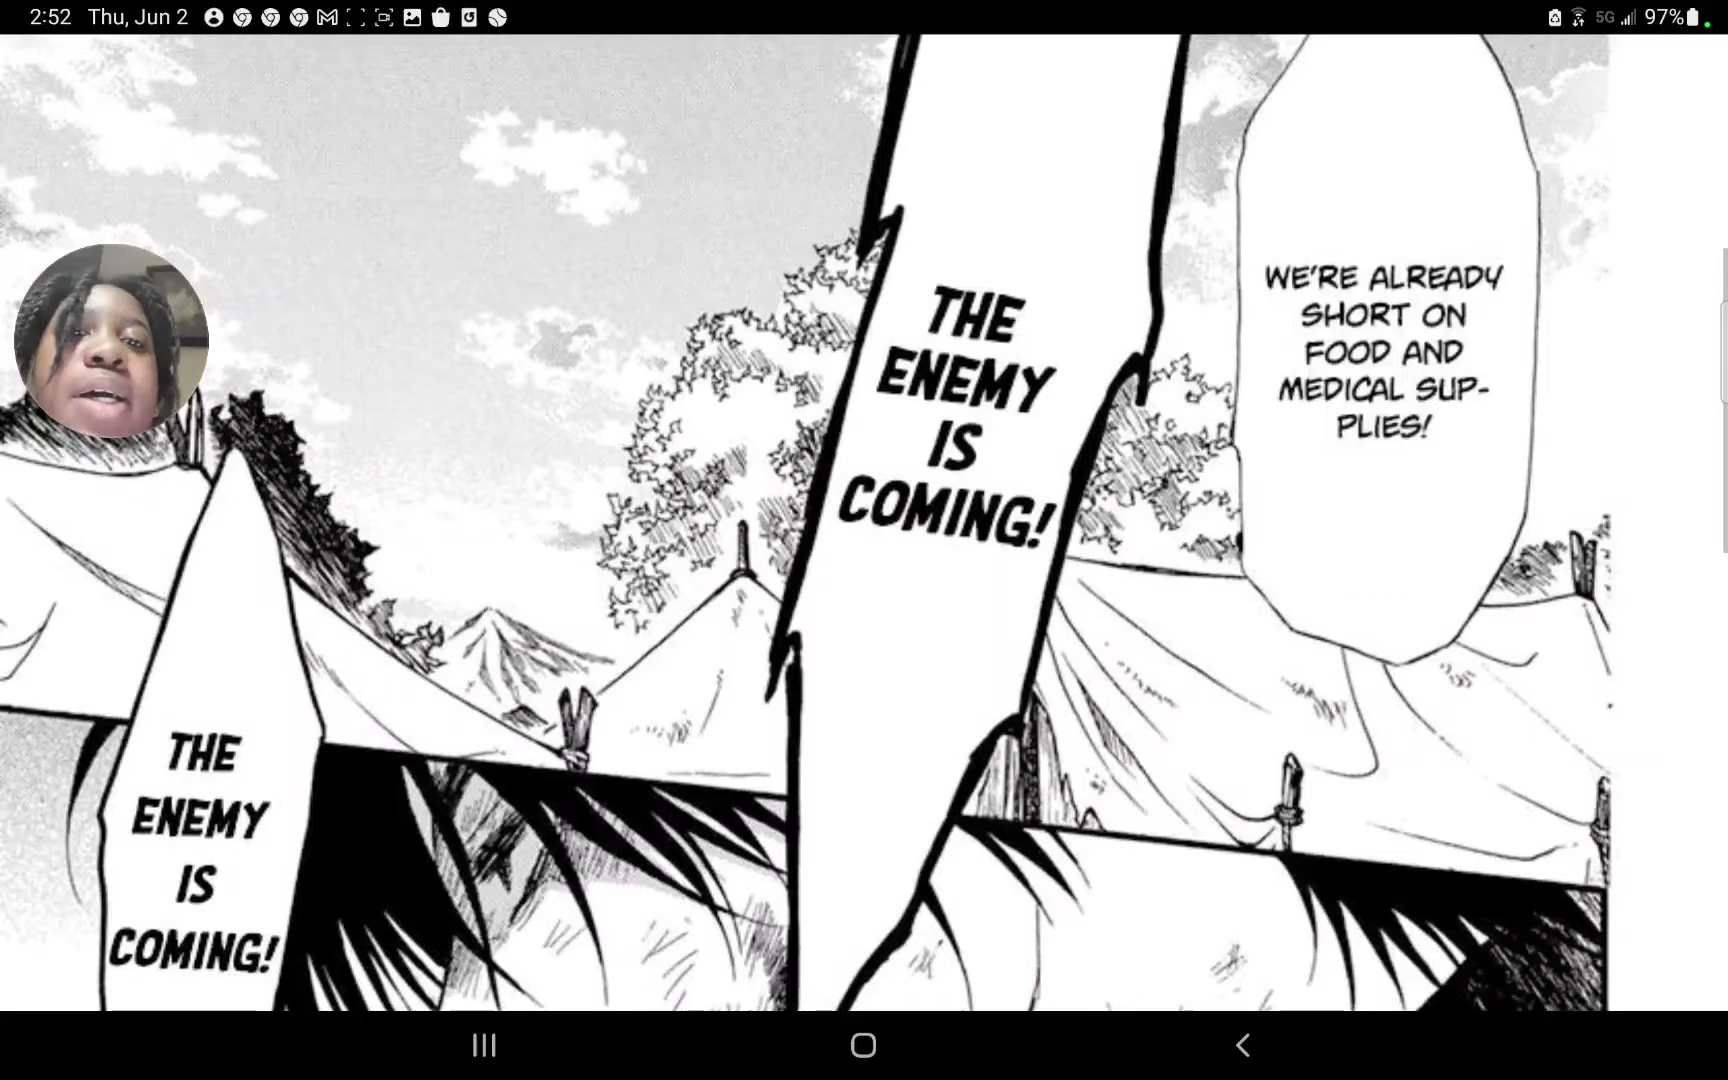 2:52 Thu, Jun 2
5G 97%
WE'RE ALREADY
SHORT ON
FOOD AND
MEDICAL SUP-
PLIES!
THE
ENEMY
IS
COMING!
THE
ENEMY
IS
COMING!